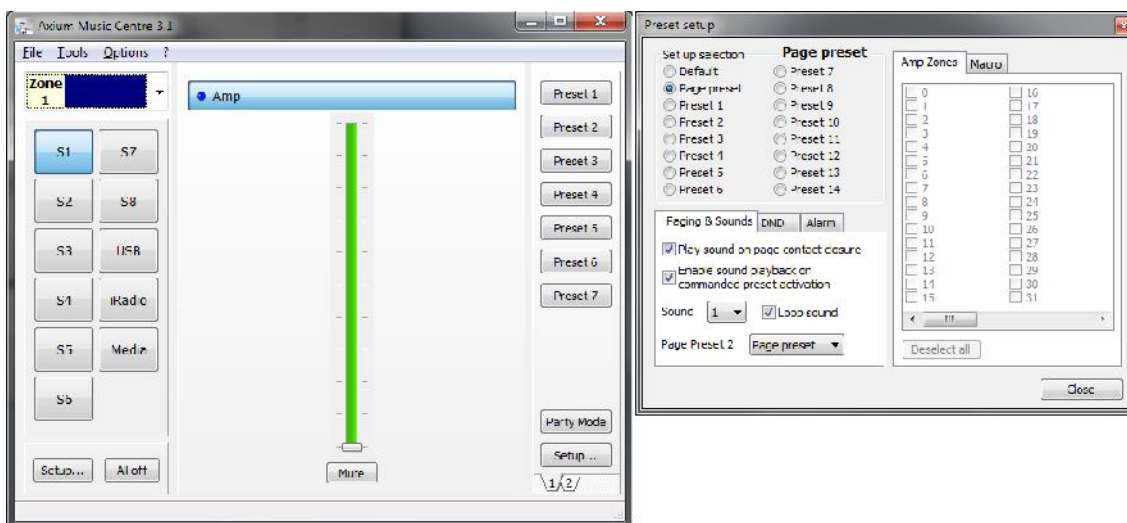 Axium Music Centre 3.1
File Tools Options ?
Zone
1
S1
S7
S2
S8
S3
USB
S4
iRadio
S5
Media
S6
Setup...
All off
Amp
Mute
Preset 1
Preset 2
Preset 3
Preset 4
Preset 5
Preset 6
Preset 7
Party Mode
Setup ...
1 2
Preset setup
Set up selection
Page preset
Default
Preset 7
Page preset
Preset 8
Preset 1
Preset 9
Preset 2
Preset 10
Preset 3
Preset 11
Preset 4
Preset 12
Preset 5
Preset 13
Preset 6
Preset 14
Paging & Sounds
DND
Alarm
Play sound on page contact closure
Enable sound playback on
commanded preset activation
Sound 1
Loop sound
Page Preset 2
Page preset
Amp Zones
Macro
0
16
1
17
2
18
3
19
4
20
5
21
6
22
7
23
8
24
9
25
10
26
11
27
12
28
13
29
14
30
15
31
Deselect all
Close